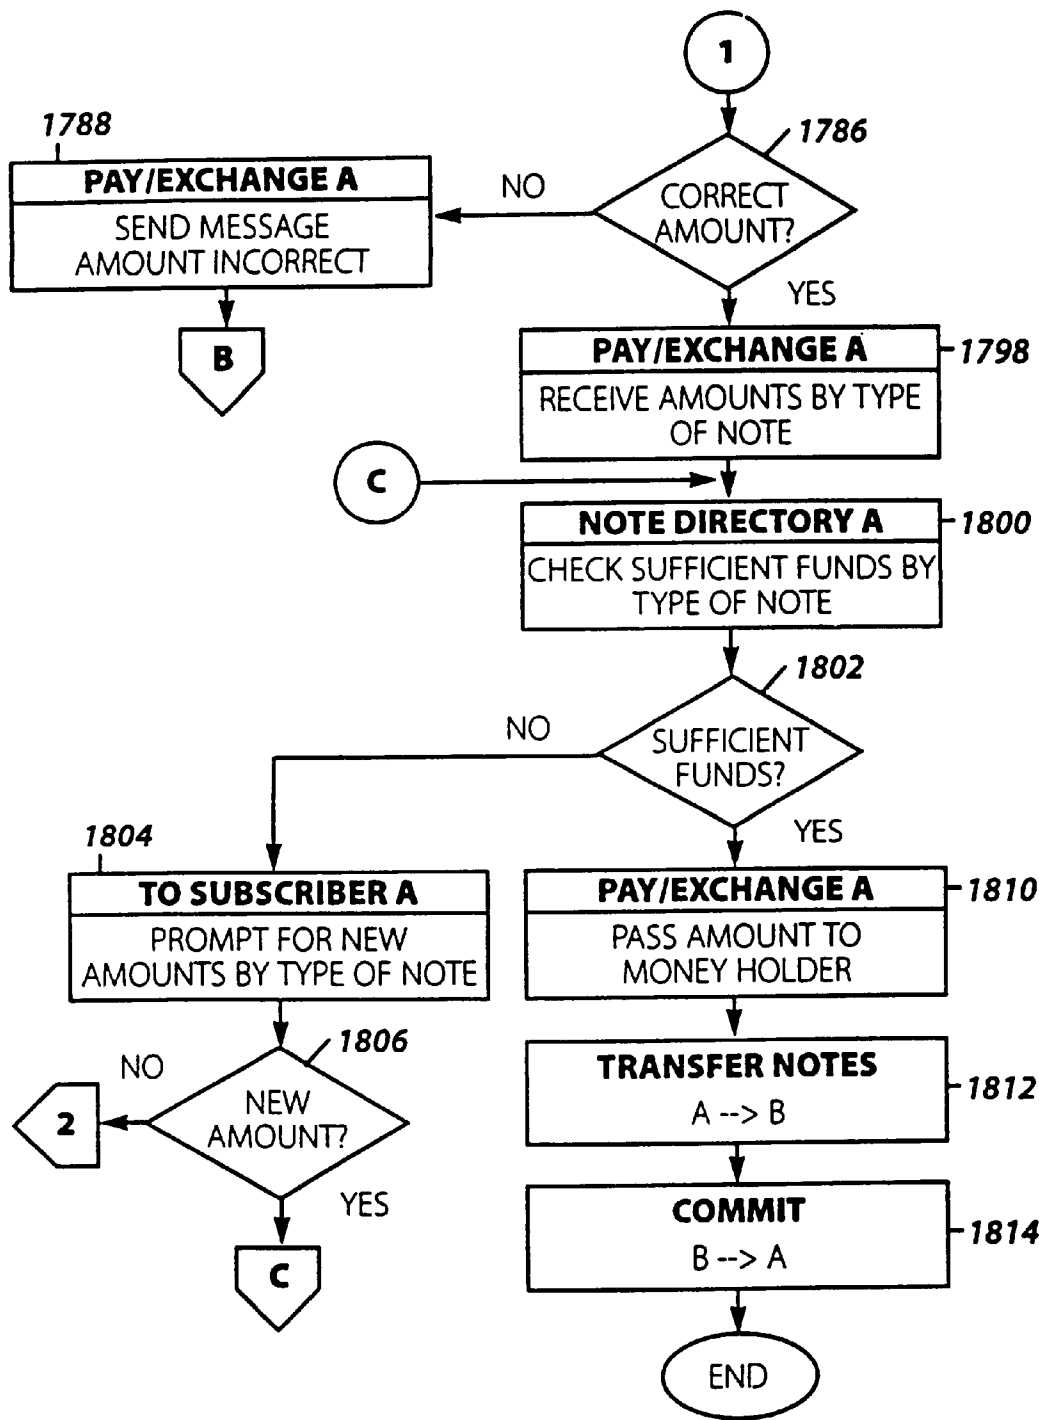 1
1786
CORRECT
AMOUNT?
NO
YES
1788
PAY/EXCHANGE A
SEND MESSAGE
AMOUNT INCORRECT
B
PAY/EXCHANGE A
1798
RECEIVE AMOUNTS BY TYPE
OF NOTE
C
NOTE DIRECTORY A
1800
CHECK SUFFICIENT FUNDS BY
TYPE OF NOTE
1802
SUFFICIENT
FUNDS?
NO
YES
1804
TO SUBSCRIBER A
PROMPT FOR NEW
AMOUNTS BY TYPE OF NOTE
1806
NEW
AMOUNT?
NO
2
YES
C
PAY/EXCHANGE A
1810
PASS AMOUNT TO
MONEY HOLDER
TRANSFER NOTES
1812
A --> B
COMMIT
1814
B --> A
END